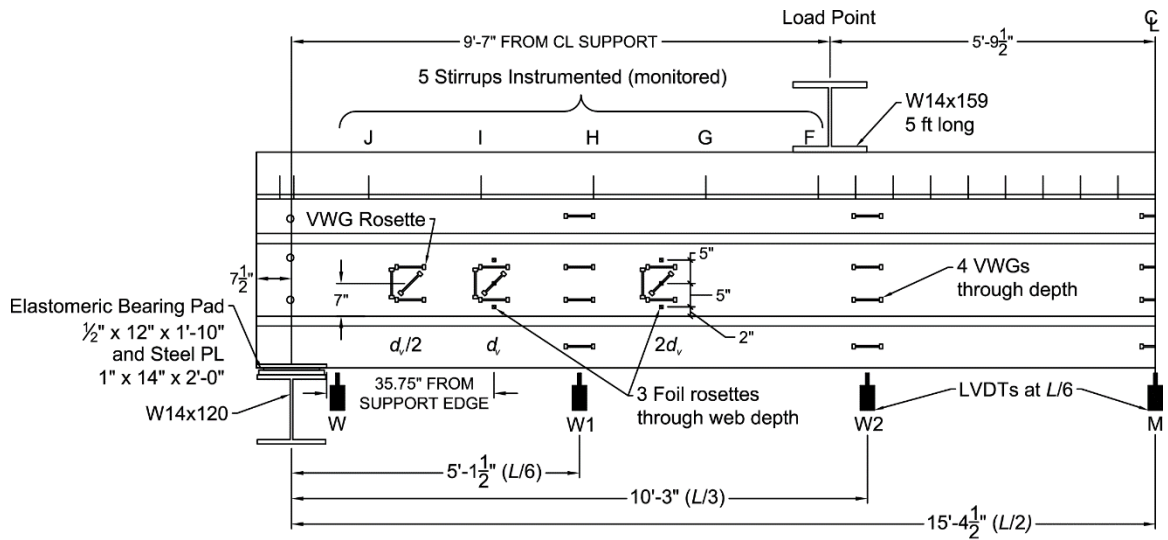 Load Point
℄
9'-7" FROM CL SUPPORT
5'-9½"
5 Stirrups Instrumented (monitored)
W14x159
5 ft long
J I H G F
VWG Rosette
7½"
5"
4 VWGs
through depth
7"
5"
Elastomeric Bearing Pad
½" x 12" x 1'-10"
and Steel PL
1" x 14" x 2'-0"
2"
dᵥ/2 dᵥ 2dᵥ
35.75" FROM
SUPPORT EDGE
3 Foil rosettes
through web depth
LVDTs at L/6
W14x120
W W1 W2 M
5'-1½" (L/6)
10'-3" (L/3)
15'-4½" (L/2)